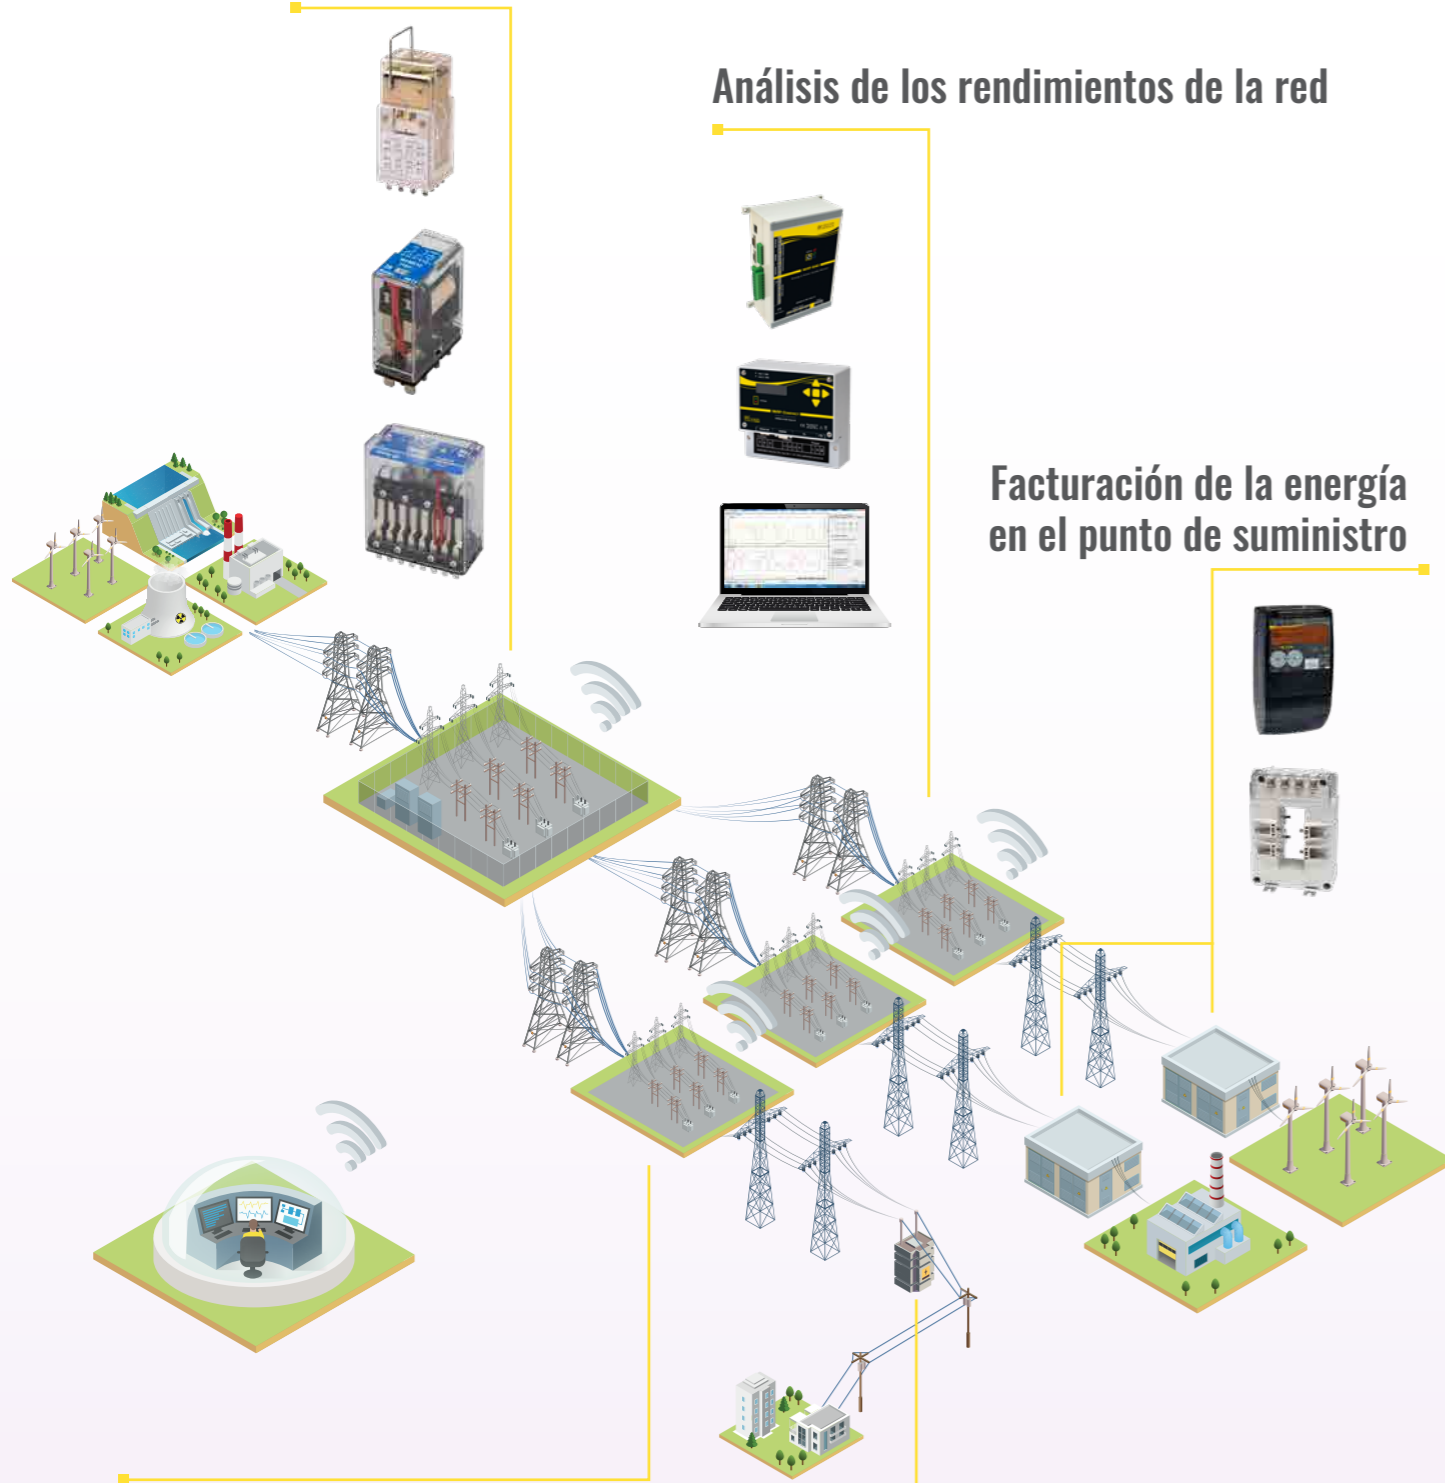 Análisis de los rendimientos de la red
Facturación de la energía
en el punto de suministro